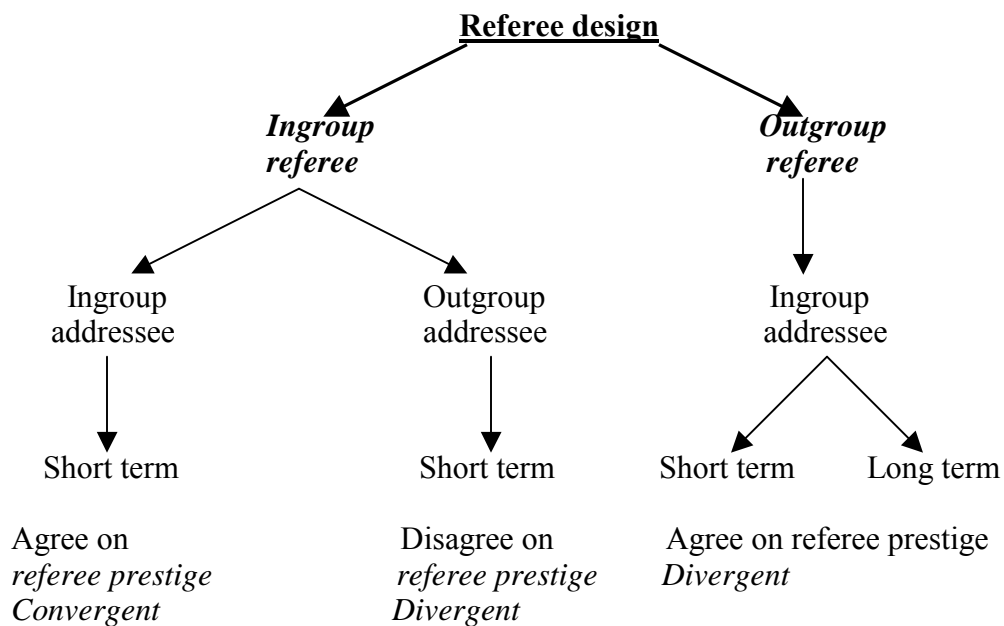 Referee design
Ingroup
referee
Outgroup
referee
Ingroup
addressee
Outgroup
addressee
Ingroup
addressee
Short term
Short term
Short term
Long term
Agree on
referee prestige
Convergent
Disagree on
referee prestige
Divergent
Agree on referee prestige
Divergent